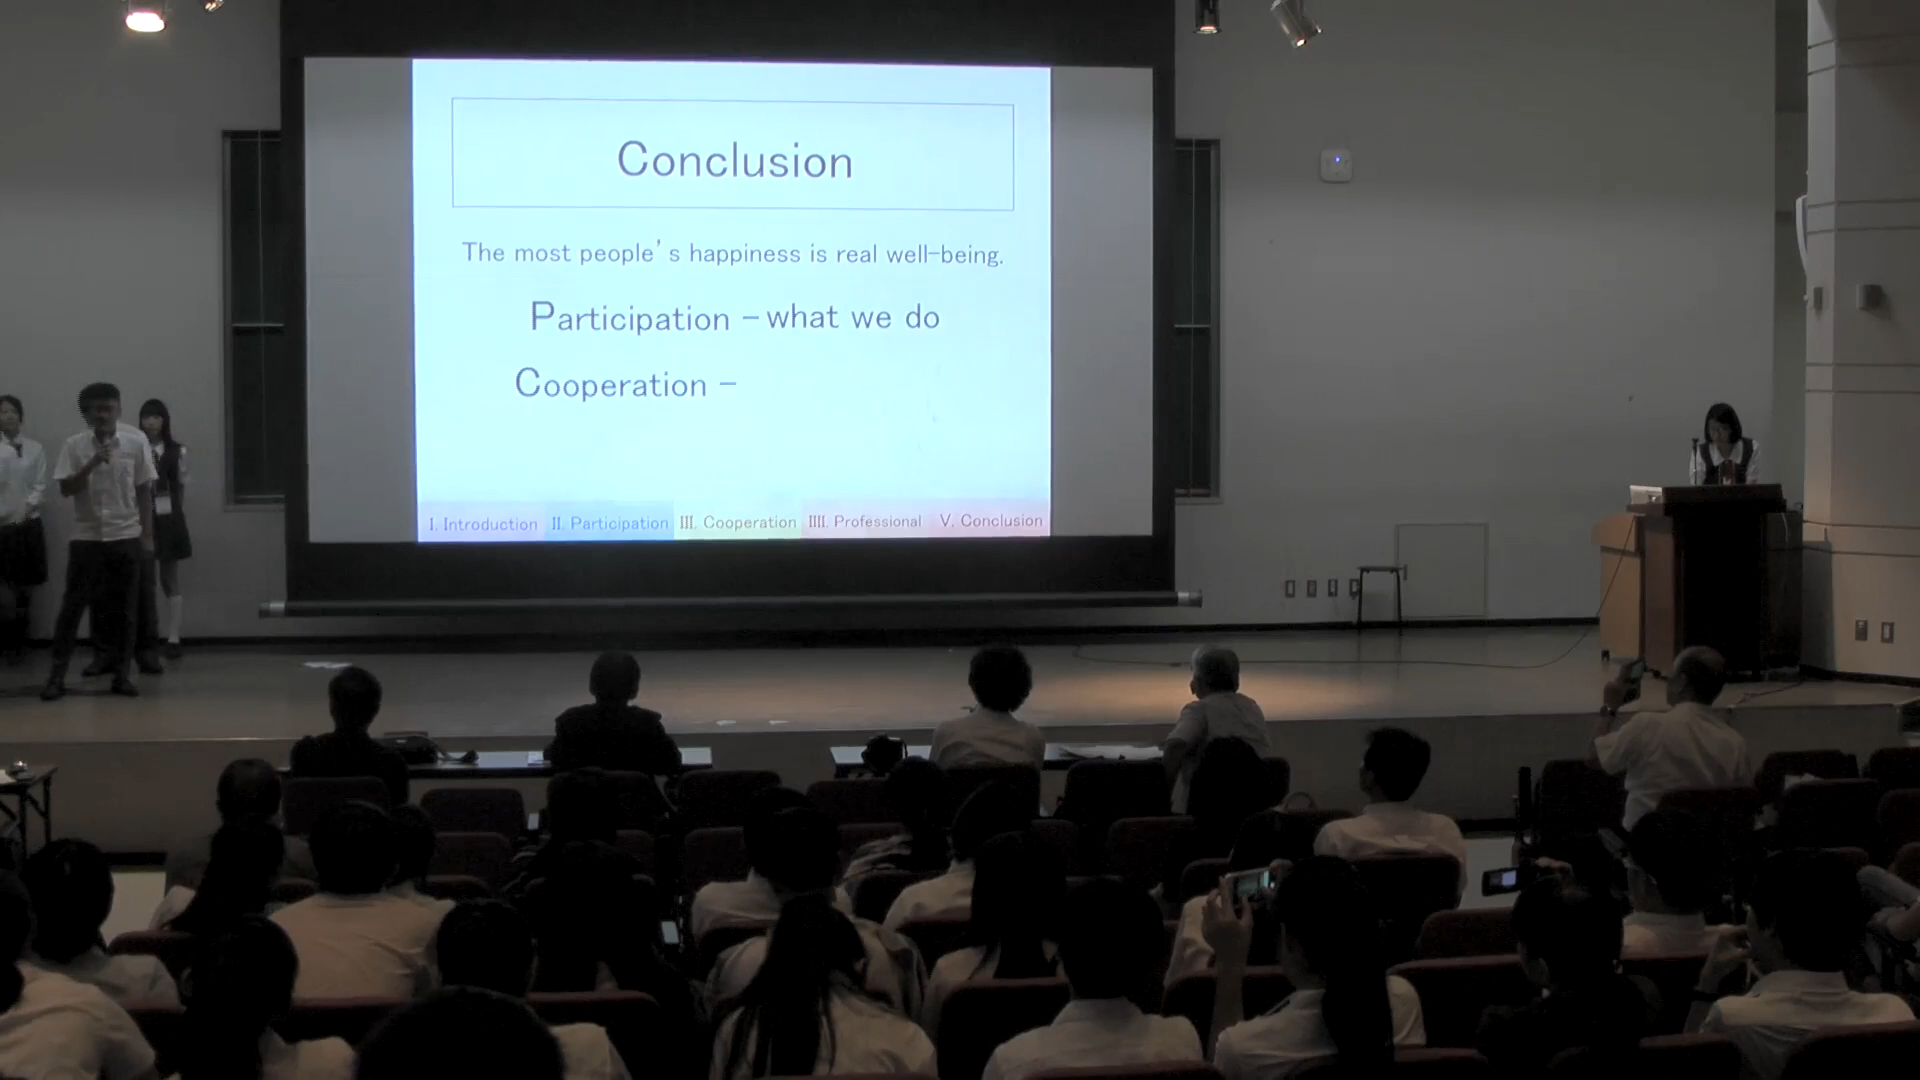 Conclusion
The most people's happiness is real well-being.
Participation - what we do
Cooperation -
I. Introduction II. Participation III. Cooperation IIII. Professional V. Conclusion